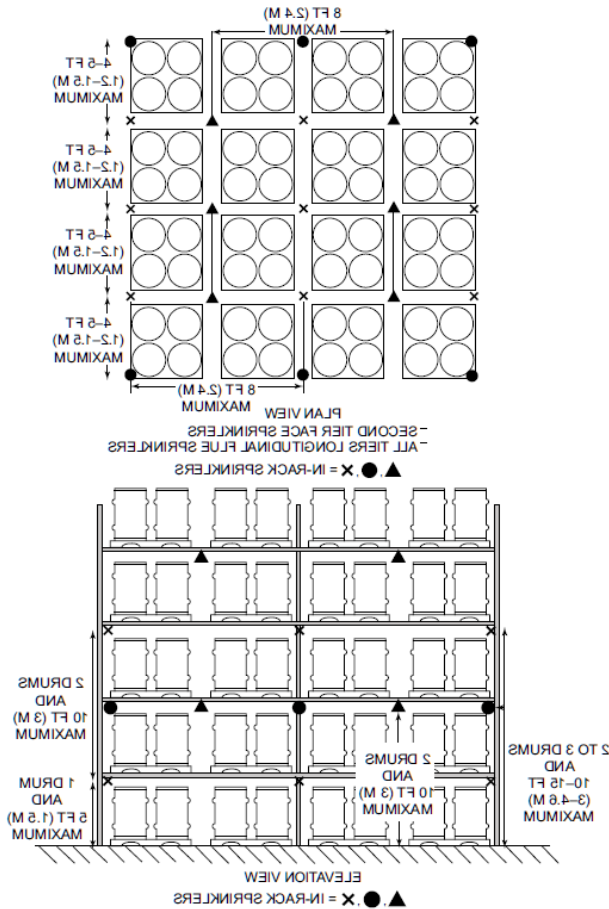 8 FT (2.4 M)
MAXIMUM
4–5 FT
(1.2–1.5 M)
MAXIMUM
4–5 FT
(1.2–1.5 M)
MAXIMUM
4–5 FT
(1.2–1.5 M)
MAXIMUM
4–5 FT
(1.2–1.5 M)
MAXIMUM
8 FT (2.4 M)
MAXIMUM
PLAN VIEW
– SECOND TIER FACE SPRINKLERS
– ALL TIERS LONGITUDINAL FLUE SPRINKLERS
▲, ●, ✕ = IN-RACK SPRINKLERS
2 TO 3 DRUMS
AND
10–15 FT
(3–4.6 M)
MAXIMUM
2 DRUMS
AND
10 FT (3 M)
MAXIMUM
2 DRUMS
AND
10 FT (3 M)
MAXIMUM
1 DRUM
AND
5 FT (1.5 M)
MAXIMUM
ELEVATION VIEW
▲, ●, ✕ = IN-RACK SPRINKLERS